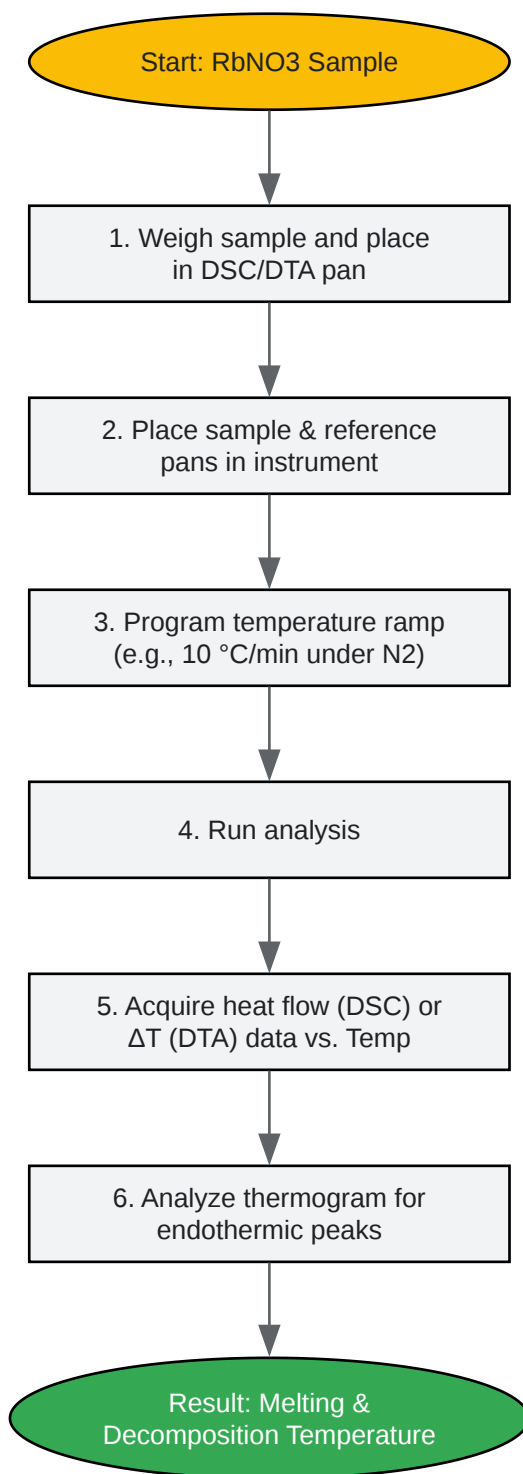 Start: RbNO3 Sample
1. Weigh sample and place
in DSC/DTA pan
2. Place sample & reference
pans in instrument
3. Program temperature ramp
(e.g., 10 °C/min under N2)
4. Run analysis
5. Acquire heat flow (DSC) or
ΔT (DTA) data vs. Temp
6. Analyze thermogram for
endothermic peaks
Result: Melting &
Decomposition Temperature